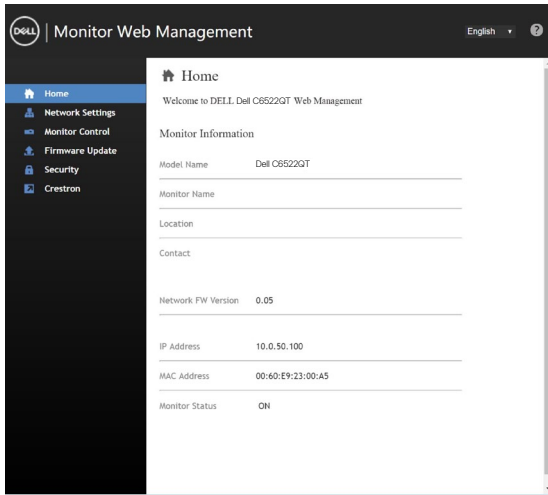 DELL | Monitor Web Management English
Home
Network Settings
Monitor Control
Firmware Update
Security
Crestron
Home
Welcome to DELL Dell C6522QT Web Management
Monitor Information
Model Name Dell C6522QT
Monitor Name
Location
Contact
Network FW Version 0.05
IP Address 10.0.50.100
MAC Address 00:60:E9:23:00:A5
Monitor Status ON